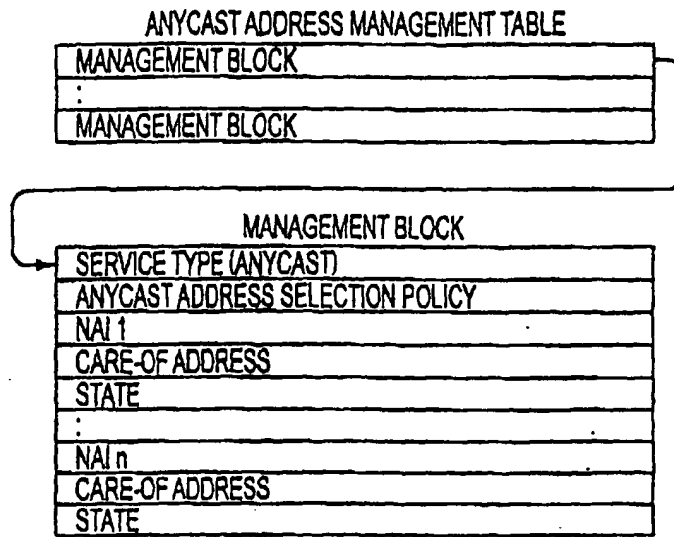 ANYCAST ADDRESS MANAGEMENT TABLE
MANAGEMENT BLOCK
:
MANAGEMENT BLOCK
MANAGEMENT BLOCK
SERVICE TYPE (ANYCAST)
ANYCAST ADDRESS SELECTION POLICY
NAI 1
CARE-OF ADDRESS
STATE
:
NAI n
CARE-OF ADDRESS
STATE